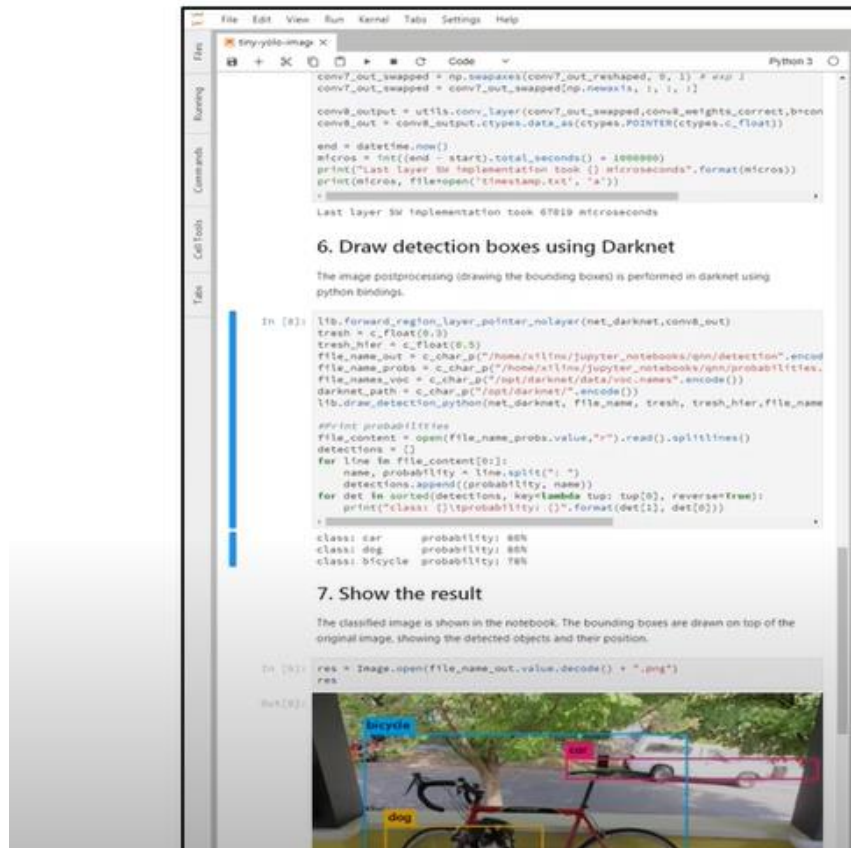 File Edit View Run Kernel Tabs Settings Help
tiny-yolo-image
Code
Python 3
Files
Running
Commands
Cell Tools
Tabs
conv7_out_swapped = np.swapaxes(conv7_out_reshaped, 0, 1) # exp 1
conv7_out_swapped = conv7_out_swapped[np.newaxis, :, :, :]
conv8_output = utils.conv_layer(conv7_out_swapped,conv8_weights_correct,b=con
conv8_out = conv8_output.ctypes.data_as(ctypes.POINTER(ctypes.c_float))
end = datetime.now()
micros = int((end - start).total_seconds() * 1000000)
print("Last layer SW implementation took {} microseconds".format(micros))
print(micros, file=open('timestamp.txt', 'a'))
Last layer SW implementation took 67819 microseconds
6. Draw detection boxes using Darknet
The image postprocessing (drawing the bounding boxes) is performed in darknet using
python bindings.
In [8]:
lib.forward_region_layer_pointer_nolayer(net_darknet,conv8_out)
tresh = c_float(0.3)
tresh_hier = c_float(0.5)
file_name_out = c_char_p("/home/xilinx/jupyter_notebooks/qnn/detection".encod
file_name_probs = c_char_p("/home/xilinx/jupyter_notebooks/qnn/probabilities.
file_names_voc = c_char_p("/opt/darknet/data/voc.names".encode())
darknet_path = c_char_p("/opt/darknet/".encode())
lib.draw_detection_python(net_darknet, file_name, tresh, tresh_hier,file_name
#Print probabilities
file_content = open(file_name_probs.value,"r").read().splitlines()
detections = []
for line in file_content[0:]:
name, probability = line.split(": ")
detections.append((probability, name))
for det in sorted(detections, key=lambda tup: tup[0], reverse=True):
print("class: {}\tprobability: {}".format(det[1], det[0]))
class: car probability:
class: dog probability:
class: bicycle probability:
7. Show the result
The classified image is shown in the notebook. The bounding boxes are drawn on top of the
original image, showing the detected objects and their position.
In [9]:
res = Image.open(file_name_out.value.decode() + ".png")
res
Out[9]:
bicycle
car
dog